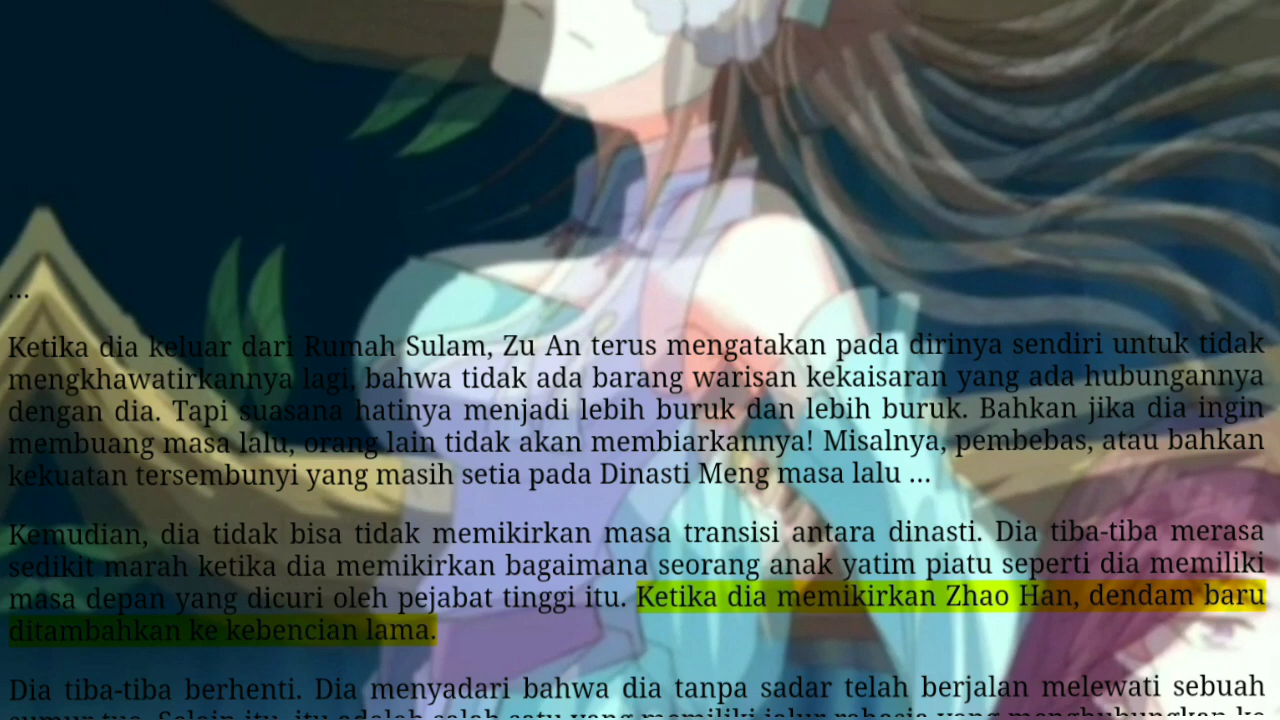 ...
Ketika dia keluar dari Rumah Sulam, Zu An terus mengatakan pada dirinya sendiri untuk tidak
mengkhawatirkannya lagi, bahwa tidak ada barang warisan kekaisaran yang ada hubungannya
dengan dia. Tapi suasana hatinya menjadi lebih buruk dan lebih buruk. Bahkan jika dia ingin
membuang masa lalu, orang lain tidak akan membiarkannya! Misalnya, pembebas, atau bahkan
kekuatan tersembunyi yang masih setia pada Dinasti Meng masa lalu ...
Kemudian, dia tidak bisa tidak memikirkan masa transisi antara dinasti. Dia tiba-tiba merasa
sedikit marah ketika dia memikirkan bagaimana seorang anak yatim piatu seperti dia memiliki
masa depan yang dicuri oleh pejabat tinggi itu. Ketika dia memikirkan Zhao Han, dendam baru
ditambahkan ke kebencian lama.
Dia tiba-tiba berhenti. Dia menyadari bahwa dia tanpa sadar telah berjalan melewati sebuah